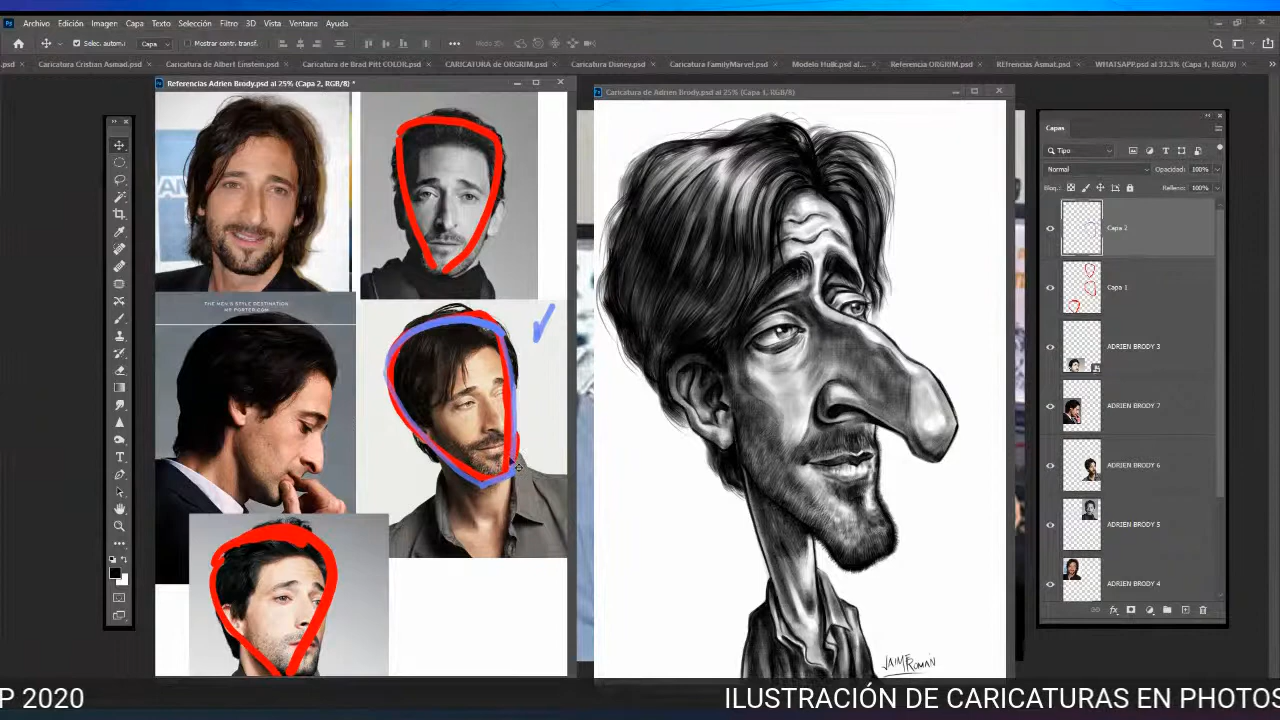 Archivo Edición Imagen Capa Texto Selección Filtro 3D Vista Ventana Ayuda
Selec. autom.: Capa Mostrar contr. transf. Modo 3D:
.psd Caricatura Cristian Asmad.psd Caricatura de Albert Einstein.psd Caricatura de Brad Pitt COLOR.psd CARICATURA de ORGRIM.psd Caricatura Disney.psd Caricatura FamilyMarvel.psd Modelo Hulk.psd al... Referencia ORGRIM.psd REfrences Asmat.psd WHATSAPP.psd al 33.3% (Capa 1, RGB/8)
Referencias Adrien Brody.psd al 25% (Capa 2, RGB/8) *
Caricatura de Adrien Brody.psd al 25% (Capa 1, RGB/8)
THE MEN'S STYLE DESTINATION
MR PORTER.COM
JAIME ROMAN
Capas
Tipo
Normal Opacidad: 100%
Bloq.: Relleno: 100%
Capa 2
Capa 1
ADRIEN BRODY 3
ADRIEN BRODY 7
ADRIEN BRODY 6
ADRIEN BRODY 5
ADRIEN BRODY 4
P 2020
ILUSTRACIÓN DE CARICATURAS EN PHOTOS